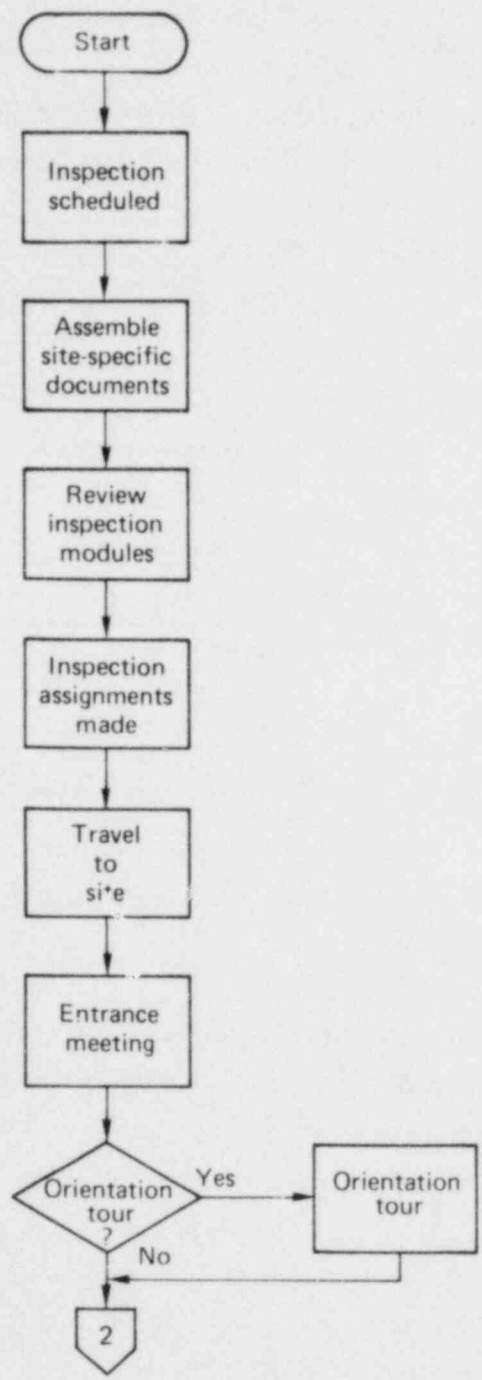 Start
Inspection
scheduled
Assemble
site-specific
documents
Review
inspection
modules
Inspection
assignments
made
Travel
to
site
Entrance
meeting
Orientation
tour
?
Yes
Orientation
tour
No
2